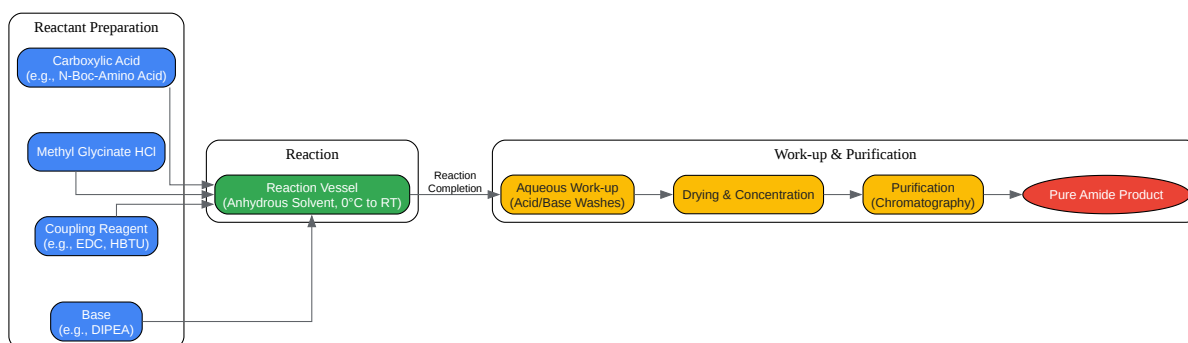 Reactant Preparation
Carboxylic Acid
(e.g., N-Boc-Amino Acid)
Methyl Glycinate HCl
Coupling Reagent
(e.g., EDC, HBTU)
Base
(e.g., DIPEA)
Reaction
Reaction Vessel
(Anhydrous Solvent, 0°C to RT)
Reaction
Completion
Work-up & Purification
Aqueous Work-up
(Acid/Base Washes)
Drying & Concentration
Purification
(Chromatography)
Pure Amide Product